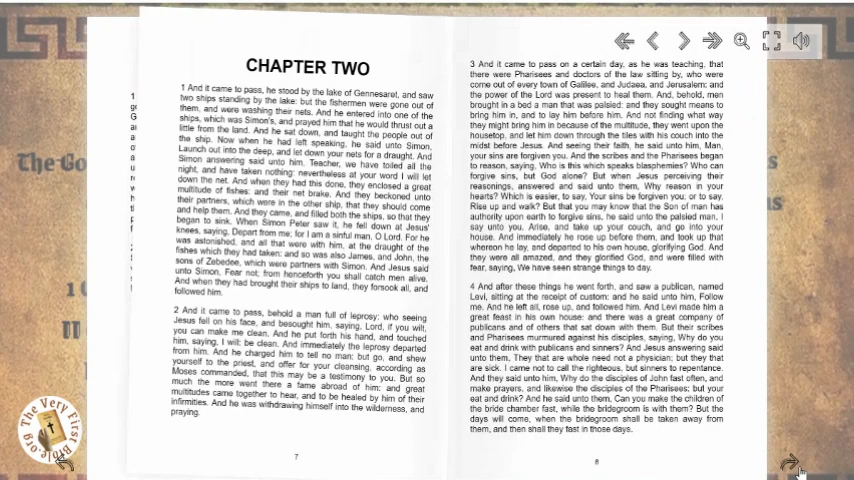 CHAPTER TWO
1 And it came to pass, he stood by the lake of Gennesaret, and saw
two ships standing by the lake: but the fishermen were gone out of
them, and were washing their nets. And he entered into one of the
ships, which was Simon's, and prayed him that he would thrust out a
little from the land. And he sat down, and taught the people out of
the ship. Now when he had left speaking, he said unto Simon,
Launch out into the deep, and let down your nets for a draught. And
Simon answering said unto him, Teacher, we have toiled all the
night, and have taken nothing: nevertheless at your word I will let
down the net. And when they had this done, they enclosed a great
multitude of fishes: and their net brake. And they beckoned unto
their partners, which were in the other ship, that they should come
and help them. And they came, and filled both the ships, so that they
began to sink. When Simon Peter saw it, he fell down at Jesus'
knees, saying, Depart from me; for I am a sinful man, O Lord. For he
was astonished, and all that were with him, at the draught of the
fishes which they had taken: and so was also James, and John, the
sons of Zebedee, which were partners with Simon. And Jesus said
unto Simon, Fear not; from henceforth you shall catch men alive.
And when they had brought their ships to land, they forsook all, and
followed him.
2 And it came to pass, behold a man full of leprosy: who seeing
Jesus fell on his face, and besought him, saying, Lord, if you wilt,
you can make me clean. And he put forth his hand, and touched
him, saying, I will: be clean. And immediately the leprosy departed
from him. And he charged him to tell no man: but go, and shew
yourself to the priest, and offer for your cleansing, according as
Moses commanded, that this may be a testimony to you. But so
much the more went there a fame abroad of him: and great
multitudes came together to hear, and to be healed by him of their
infirmities. And he was withdrawing himself into the wilderness, and
praying.
7
3 And it came to pass on a certain day, as he was teaching, that
there were Pharisees and doctors of the law sitting by, who were
come out of every town of Galilee, and Judaea, and Jerusalem: and
the power of the Lord was present to heal them. And, behold, men
brought in a bed a man that was palsied: and they sought means to
bring him in, and to lay him before him. And not finding what way
they might bring him in because of the multitude, they went upon the
housetop, and let him down through the tiles with his couch into the
midst before Jesus. And seeing their faith, he said unto him, Man,
your sins are forgiven you. And the scribes and the Pharisees began
to reason, saying, Who is this which speaks blasphemies? Who can
forgive sins, but God alone? But when Jesus perceiving their
reasonings, answered and said unto them, Why reason in your
hearts? Which is easier, to say, Your sins be forgiven you; or to say,
Rise up and walk? But that you may know that the Son of man has
authority upon earth to forgive sins, he said unto the palsied man, I
say unto you, Arise, and take up your couch, and go into your
house. And immediately he rose up before them, and took up that
whereon he lay, and departed to his own house, glorifying God. And
they were all amazed, and they glorified God, and were filled with
fear, saying, We have seen strange things to day.
4 And after these things he went forth, and saw a publican, named
Levi, sitting at the receipt of custom: and he said unto him, Follow
me. And he left all, rose up, and followed him. And Levi made him a
great feast in his own house: and there was a great company of
publicans and of others that sat down with them. But their scribes
and Pharisees murmured against his disciples, saying, Why do you
eat and drink with publicans and sinners? And Jesus answering said
unto them, They that are whole need not a physician; but they that
are sick. I came not to call the righteous, but sinners to repentance.
And they said unto him, Why do the disciples of John fast often, and
make prayers, and likewise the disciples of the Pharisees; but your
eat and drink? And he said unto them, Can you make the children of
the bride chamber fast, while the bridegroom is with them? But the
days will come, when the bridegroom shall be taken away from
them, and then shall they fast in those days.
8
The Go
The Very First Bible.org